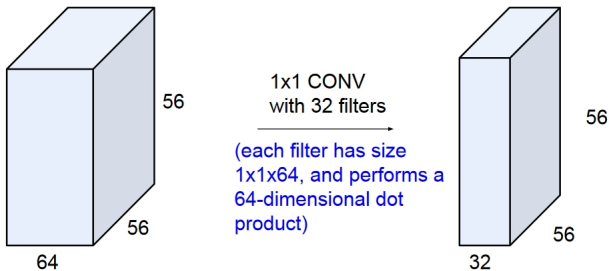 56
56
64
1x1 CONV
with 32 filters
(each filter has size
1x1x64, and performs a
64-dimensional dot
product)
56
56
32